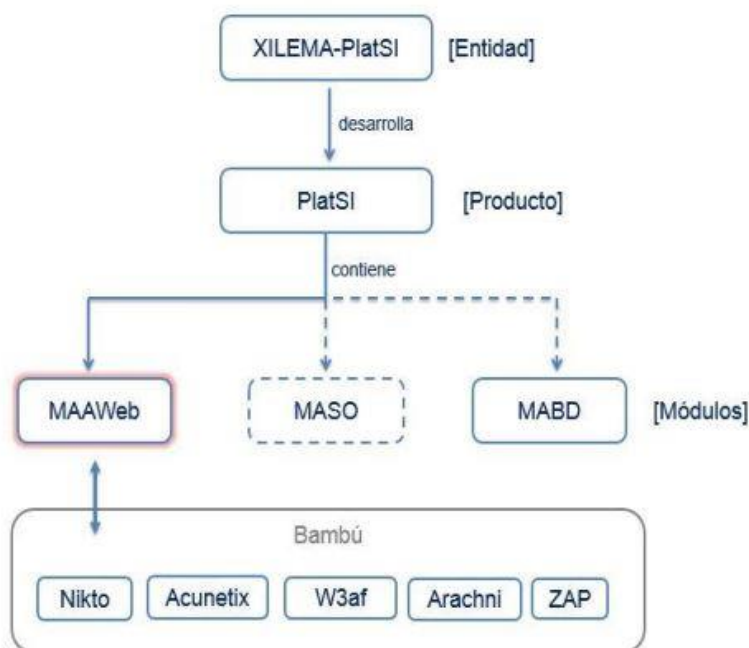 XILEMA-PlatSI [Entidad]
desarrolla
PlatSI [Producto]
contiene
MAAWeb MASO MABD [Módulos]
Bambú
Nikto Acunetix W3af Arachni ZAP